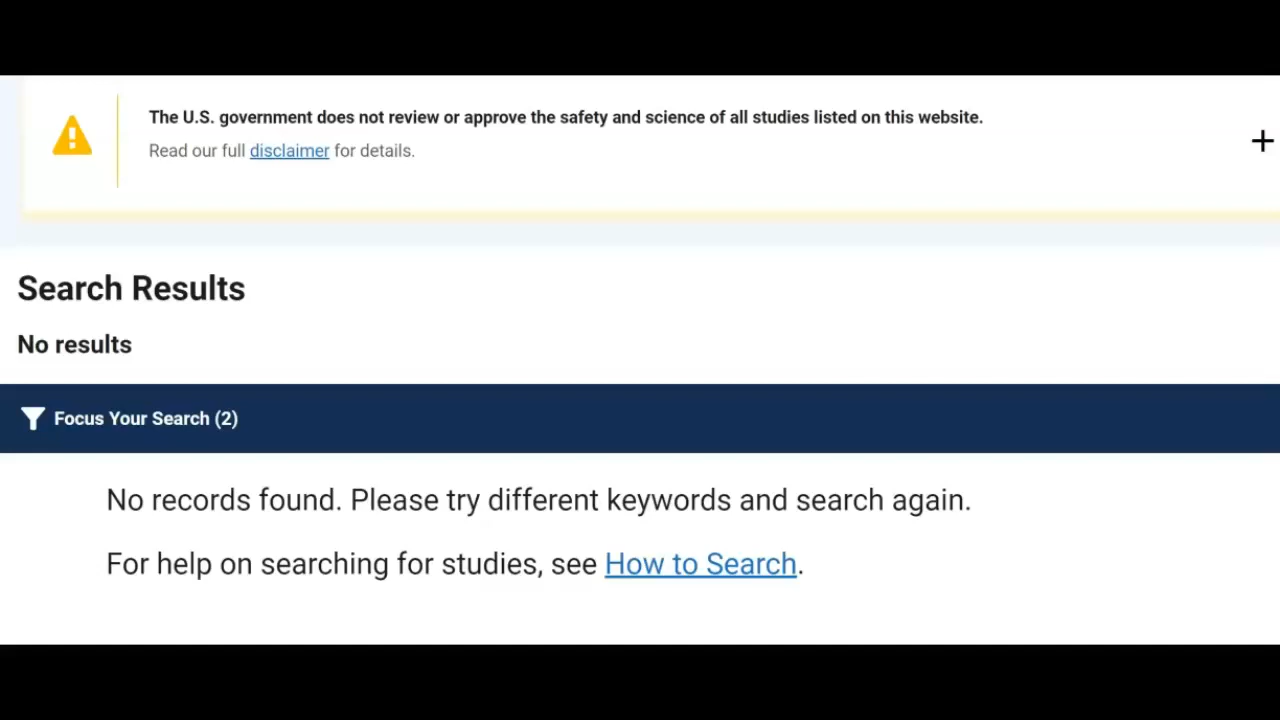 The U.S. government does not review or approve the safety and science of all studies listed on this website.
Read our full disclaimer for details.
Search Results
No results
Focus Your Search (2)
No records found. Please try different keywords and search again.
For help on searching for studies, see How to Search.